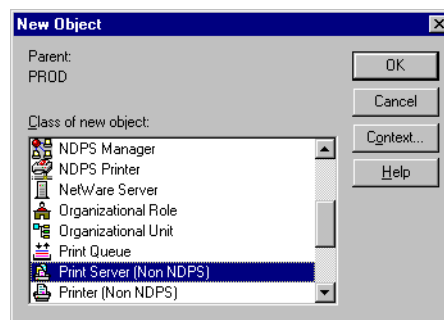 New Object
Parent:
PROD
Class of new object:
NDPS Manager
NDPS Printer
NetWare Server
Organizational Role
Organizational Unit
Print Queue
Print Server (Non NDPS)
Printer (Non NDPS)
OK
Cancel
Context...
Help